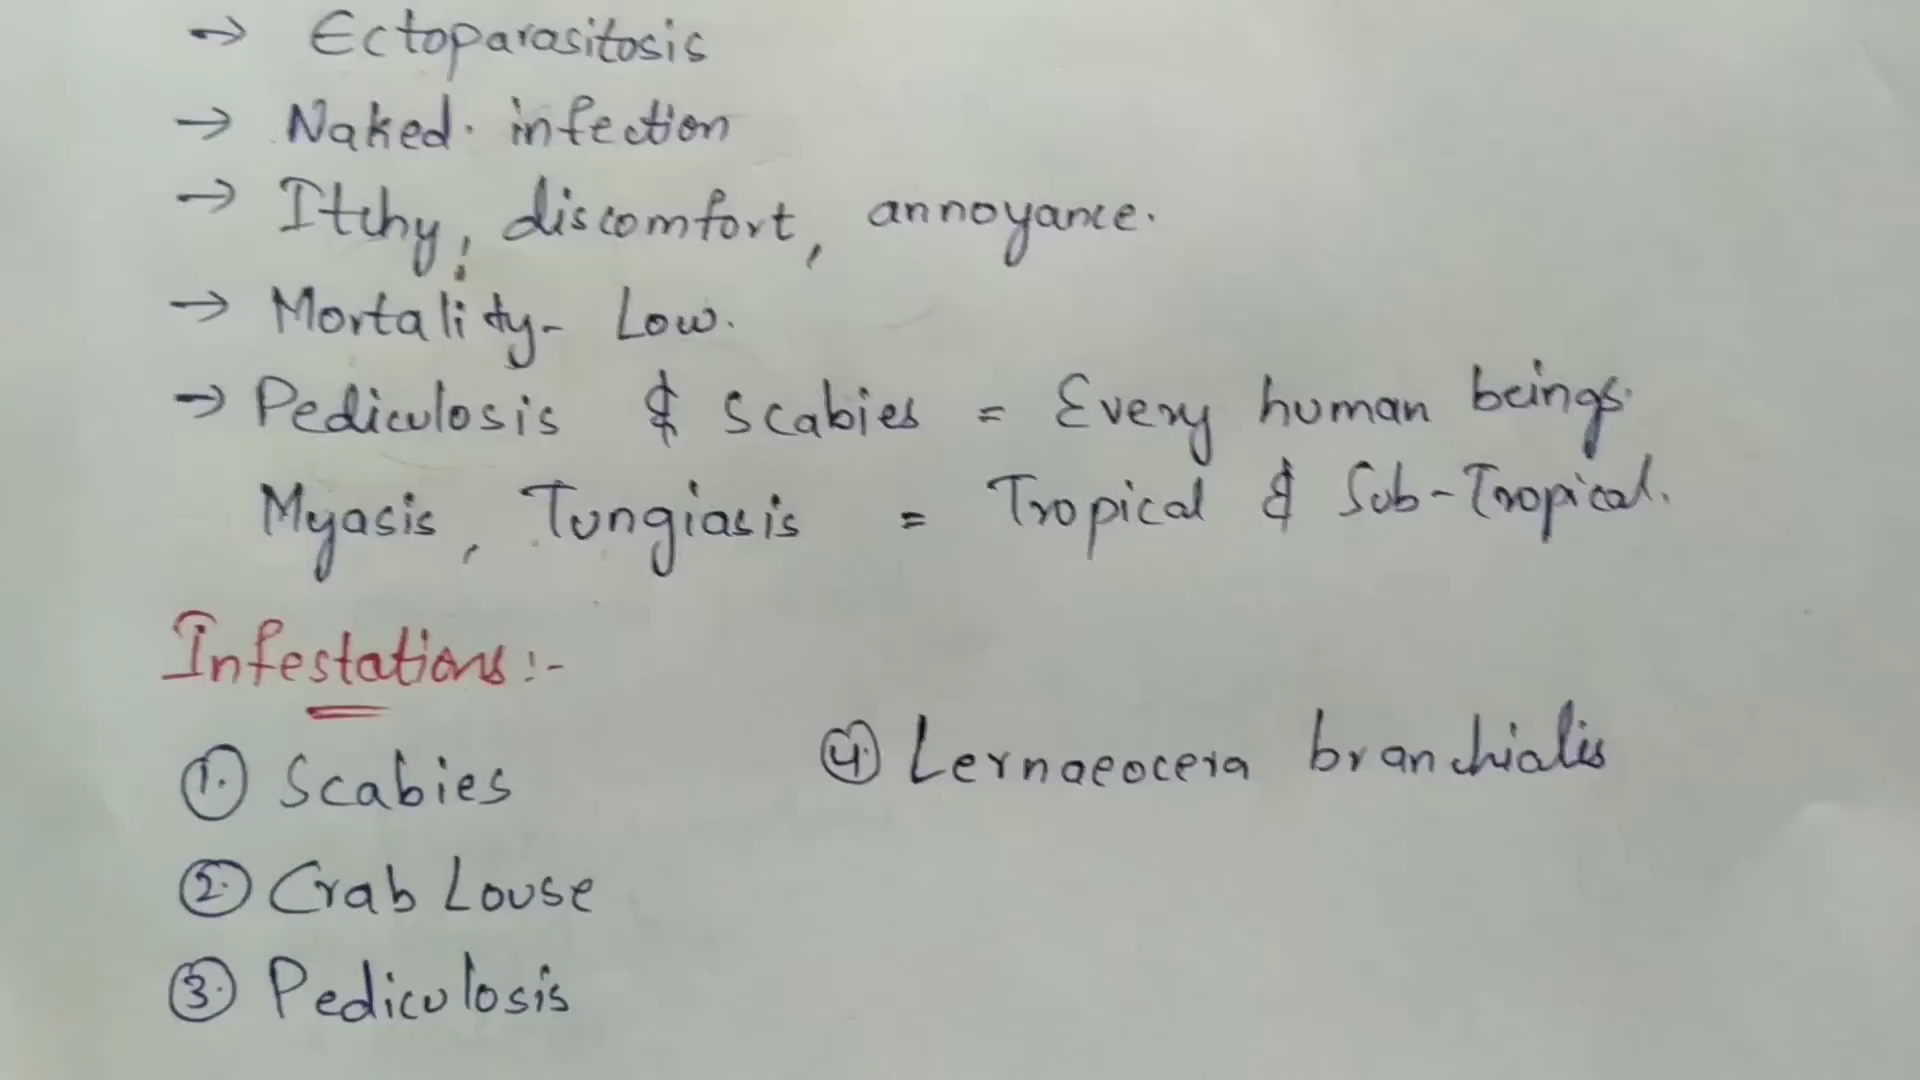 → Ectoparasitosis
→ Naked. infection
→ Itchy, discomfort, annoyance.
→ Mortality- Low.
→ Pediculosis & Scabies = Every human beings.
Myasis, Tungiasis = Tropical & Sub-Tropical.
Infestations:-
① Scabies
④ Lernaeocera branchialis
② Crab Louse
③ Pediculosis